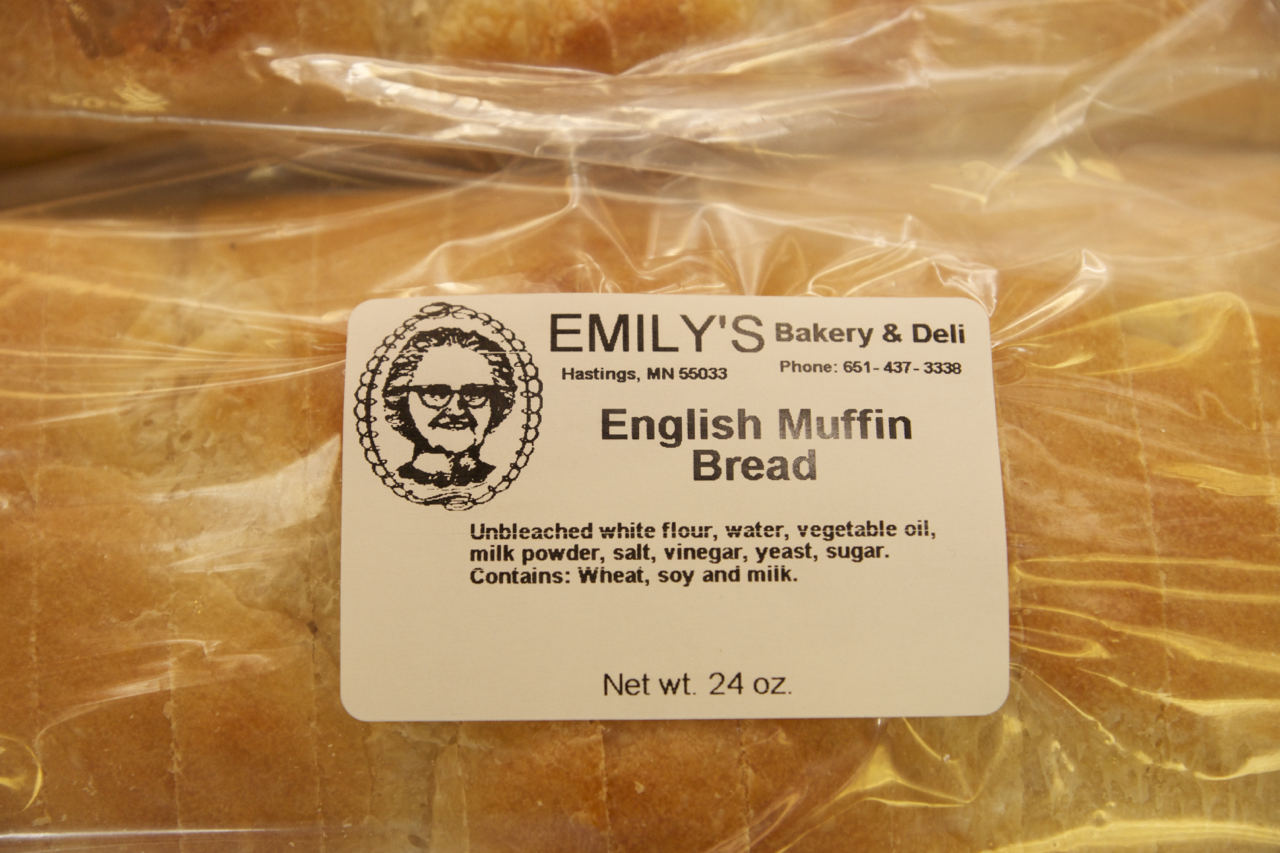 EMILY'S Bakery & Deli
Hastings, MN 55033 Phone: 651-437-3338
English Muffin
Bread
Unbleached white flour, water, vegetable oil,
milk powder, salt, vinegar, yeast, sugar.
Contains: Wheat, soy and milk.
Net wt. 24 oz.